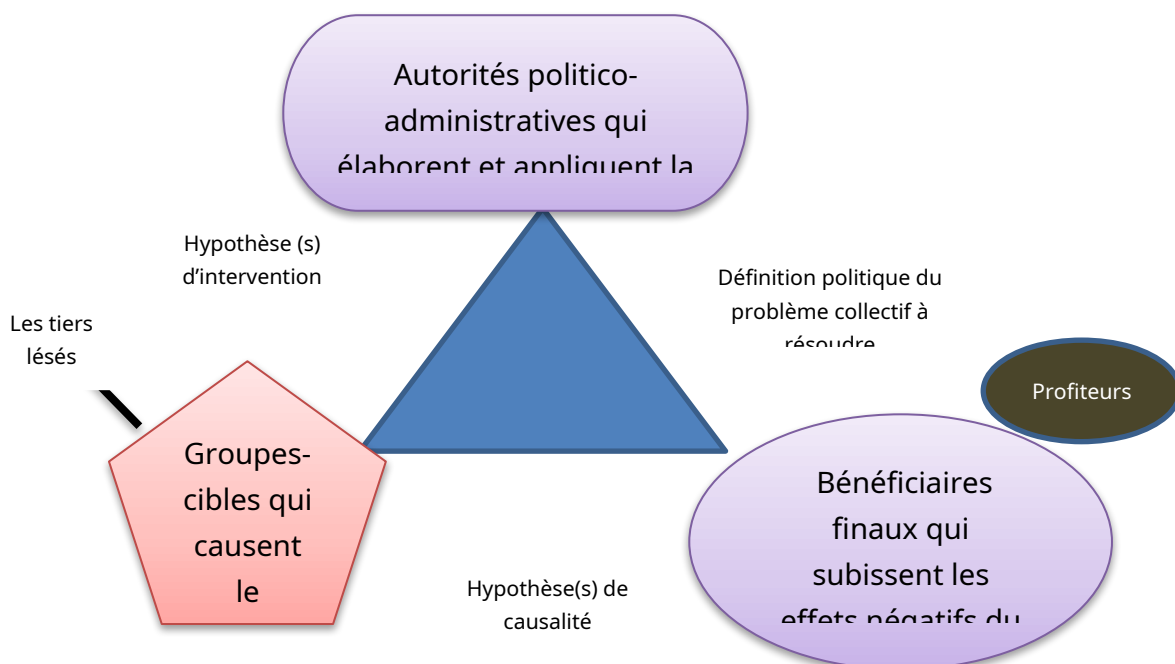 Autorités politico-
administratives qui
élaborent et appliquent la
Hypothèse (s)
d’intervention
Définition politique du
problème collectif à
résoudre
Les tiers
lésés
Profiteurs
Groupes-
cibles qui
causent
le
Bénéficiaires
finaux qui
subissent les
effets négatifs du
Hypothèse(s) de
causalité